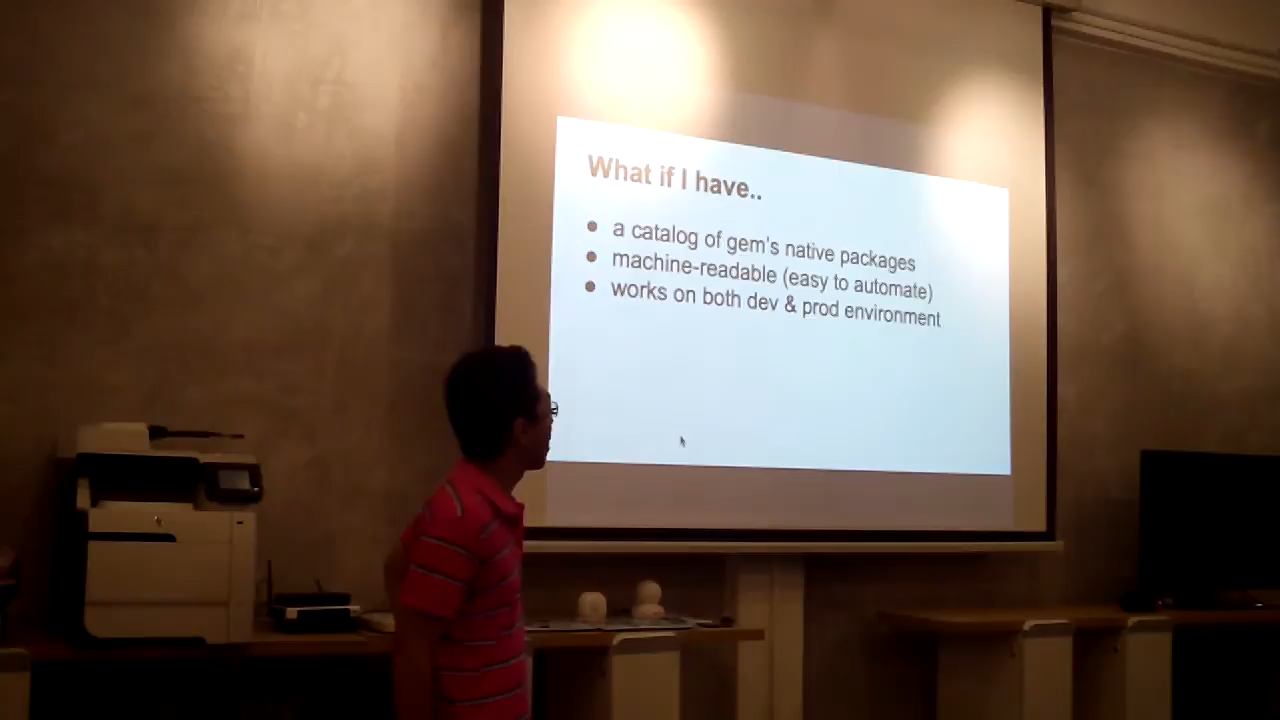 What if I have..
● a catalog of gem's native packages
● machine-readable (easy to automate)
● works on both dev & prod environment